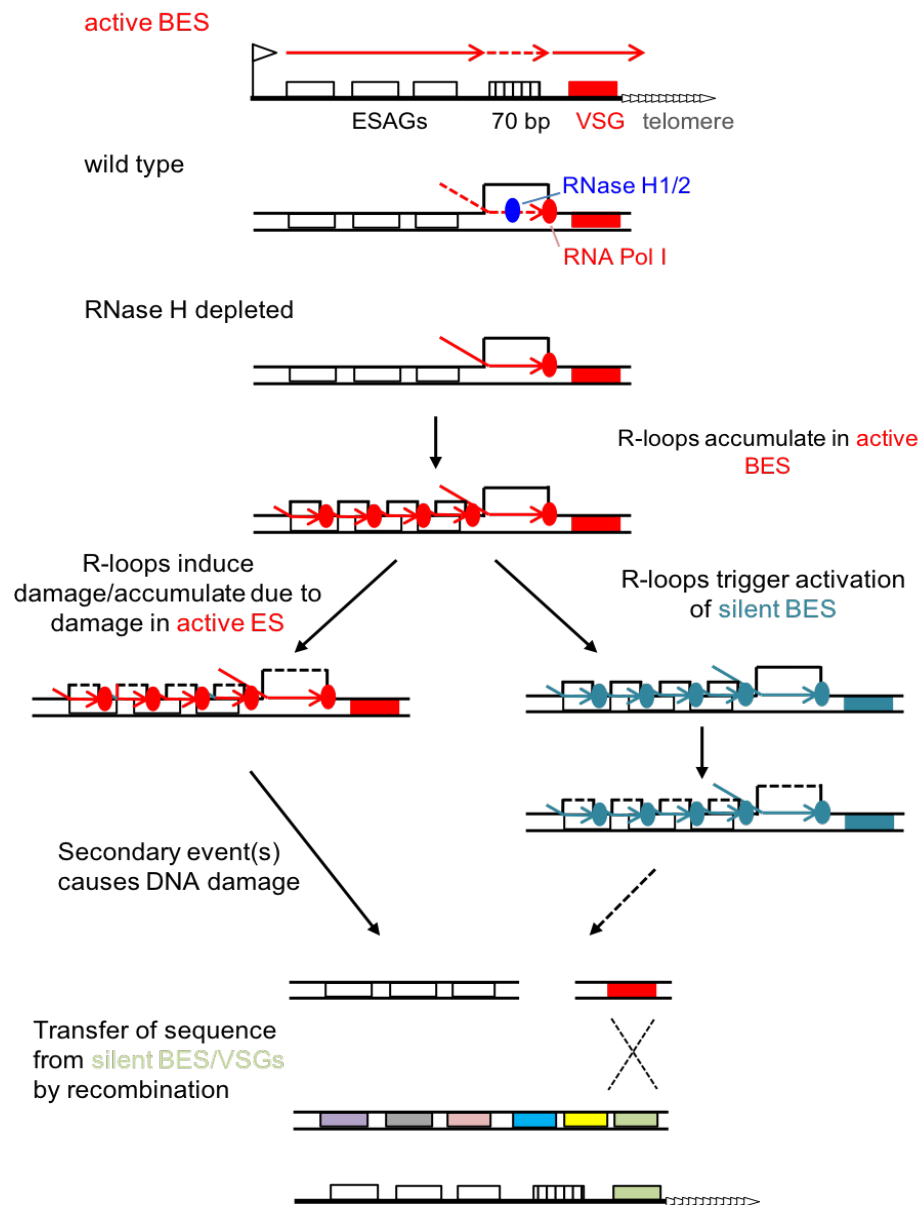 active BES
ESAGs 70 bp VSG telomere
wild type
RNase H1/2
RNA Pol I
RNase H depleted
R-loops accumulate in active
BES
R-loops induce
damage/accumulate due to
damage in active ES
R-loops trigger activation
of silent BES
Secondary event(s)
causes DNA damage
Transfer of sequence
from silent BES/VSGs
by recombination